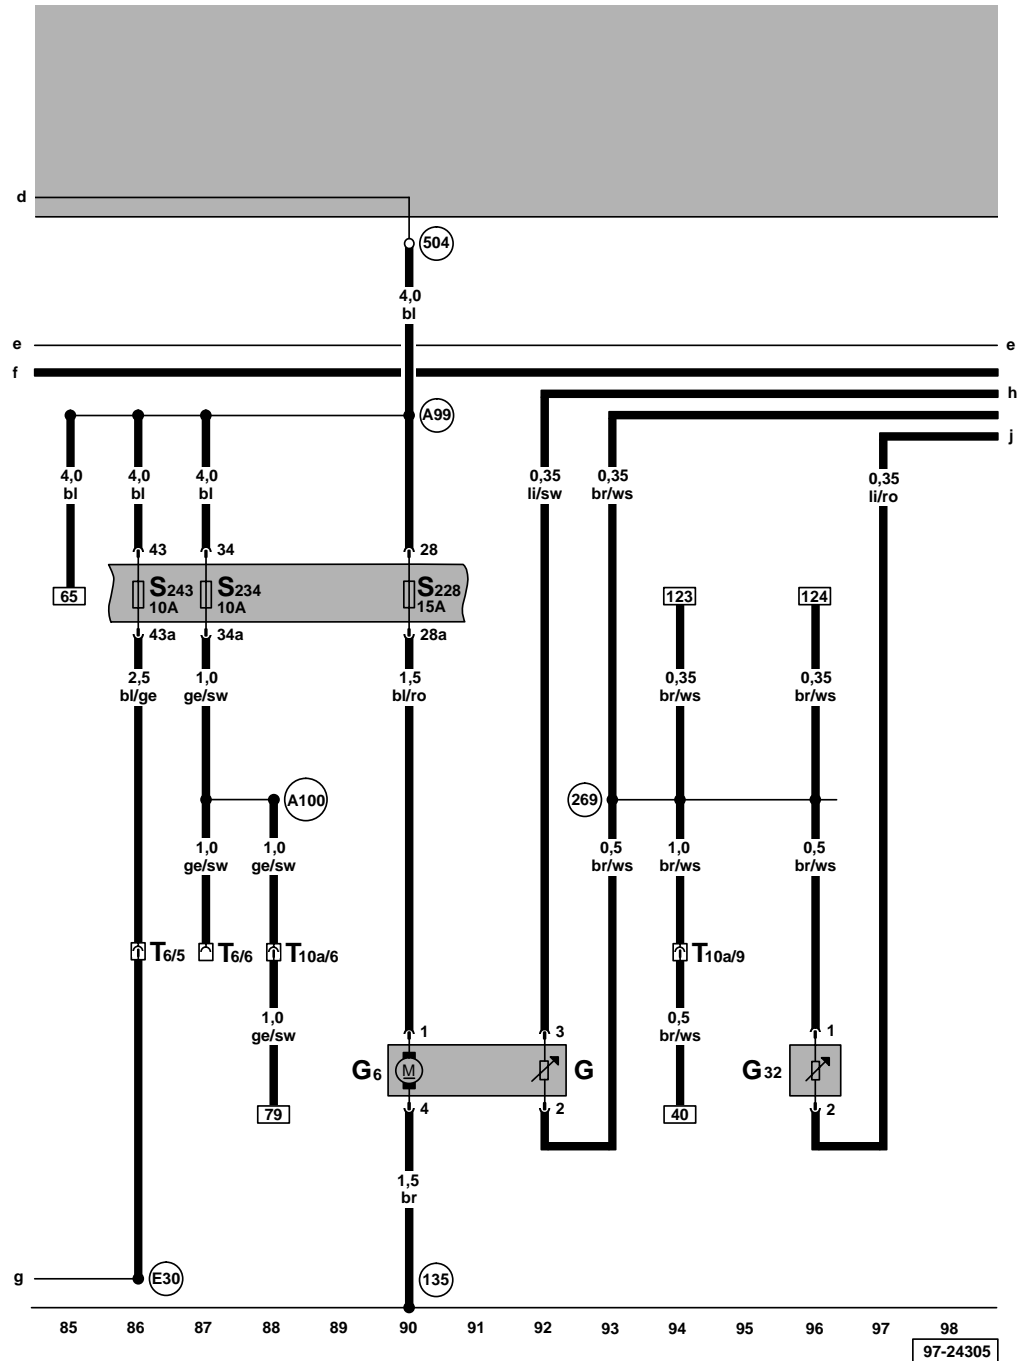 d
504
4,0
bl
e e
f
h
A99
j
4,0 4,0 4,0 0,35 0,35 0,35
bl bl bl li/sw br/ws li/ro
43 34 28
S243 S234 S228
10A 10A 15A
65 123 124
43a 34a 28a
2,5 1,0 1,5 0,35 0,35
bl/ge ge/sw bl/ro br/ws br/ws
A100 269
1,0 1,0 0,5 1,0 0,5
ge/sw ge/sw br/ws br/ws br/ws
T6/5 T6/6 T10a/6 T10a/9
1,0 0,5
ge/sw br/ws
1 3 1
G6 M G G32
4 2 2
79 40
1,5
br
g E30 135
85 86 87 88 89 90 91 92 93 94 95 96 97 98
97-24305